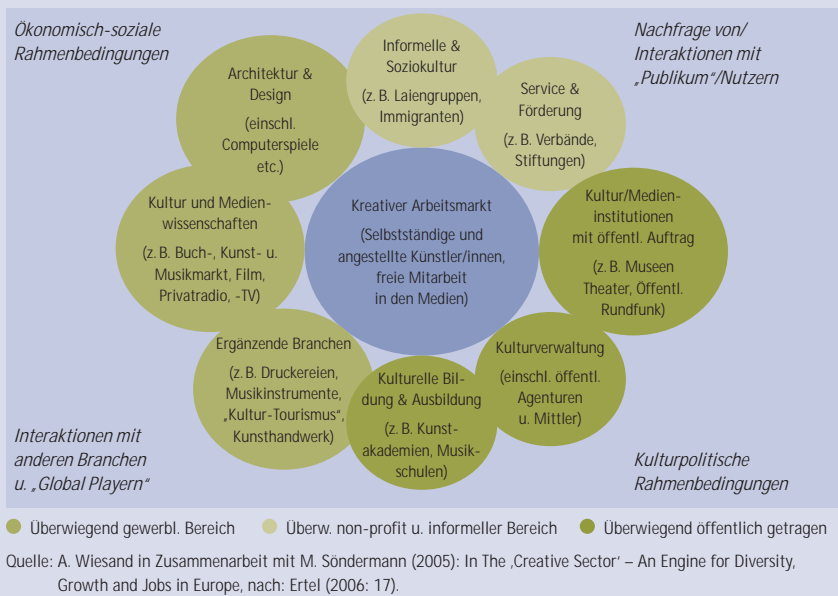 Ökonomisch-soziale
Rahmenbedingungen
Nachfrage von/
Interaktionen mit
„Publikum“/Nutzern
Informelle &
Soziokultur
(z. B. Laiengruppen,
Immigranten)
Architektur &
Design
(einschl.
Computerspiele
etc.)
Service &
Förderung
(z. B. Verbände,
Stiftungen)
Kultur und Medien-
wissenschaften
(z. B. Buch-, Kunst- u.
Musikmarkt, Film,
Privatradio, -TV)
Kreativer Arbeitsmarkt
(Selbstständige und
angestellte Künstler/innen,
freie Mitarbeit
in den Medien)
Kultur/Medien-
institutionen
mit öffentl. Auftrag
(z. B. Museen
Theater, Öffentl.
Rundfunk)
Ergänzende Branchen
(z. B. Druckereien,
Musikinstrumente,
„Kultur-Tourismus“,
Kunsthandwerk)
Kulturelle Bil-
dung & Ausbildung
(z. B. Kunst-
akademien, Musik-
schulen)
Kulturverwaltung
(einschl. öffentl.
Agenturen
u. Mittler)
Interaktionen mit
anderen Branchen
u. „Global Playern“
Kulturpolitische
Rahmenbedingungen
Überwiegend gewerbl. Bereich
Überw. non-profit u. informeller Bereich
Überwiegend öffentlich getragen
Quelle: A. Wiesand in Zusammenarbeit mit M. Söndermann (2005): In The ‚Creative Sector‘ – An Engine for Diversity,
Growth and Jobs in Europe, nach: Ertel (2006: 17).